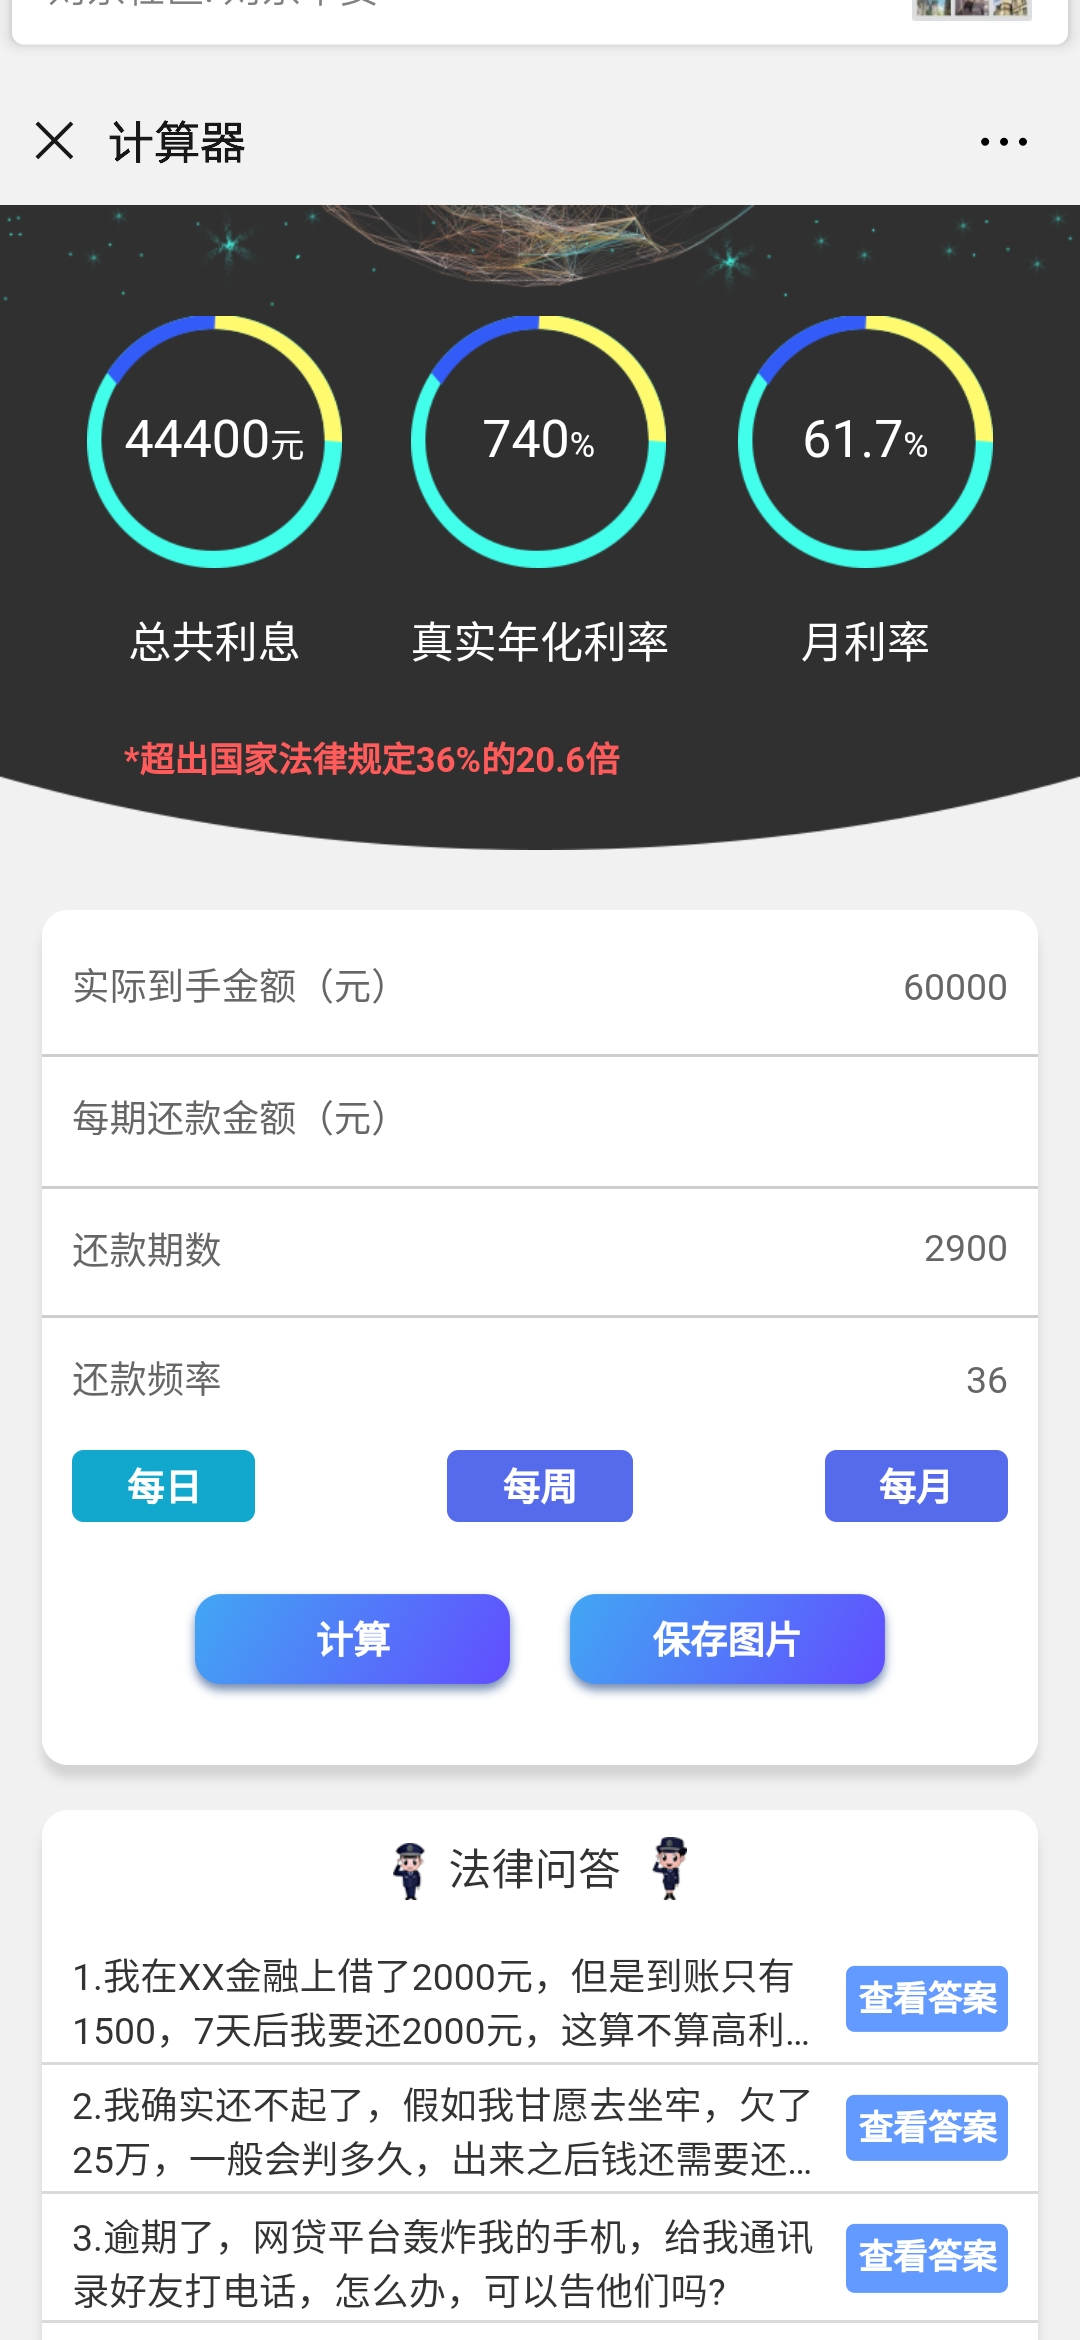 计算器
44400元
740%
61.7%
总共利息
真实年化利率
月利率
*超出国家法律规定36%的20.6倍
实际到手金额（元）
60000
每期还款金额（元）
还款期数
2900
还款频率
36
每日
每周
每月
计算
保存图片
法律问答
1.我在XX金融上借了2000元，但是到账只有
1500，7天后我要还2000元，这算不算高利...
查看答案
2.我确实还不起了，假如我甘愿去坐牢，欠了
25万，一般会判多久，出来之后钱还需要还...
查看答案
3.逾期了，网贷平台轰炸我的手机，给我通讯
录好友打电话，怎么办，可以告他们吗?
查看答案